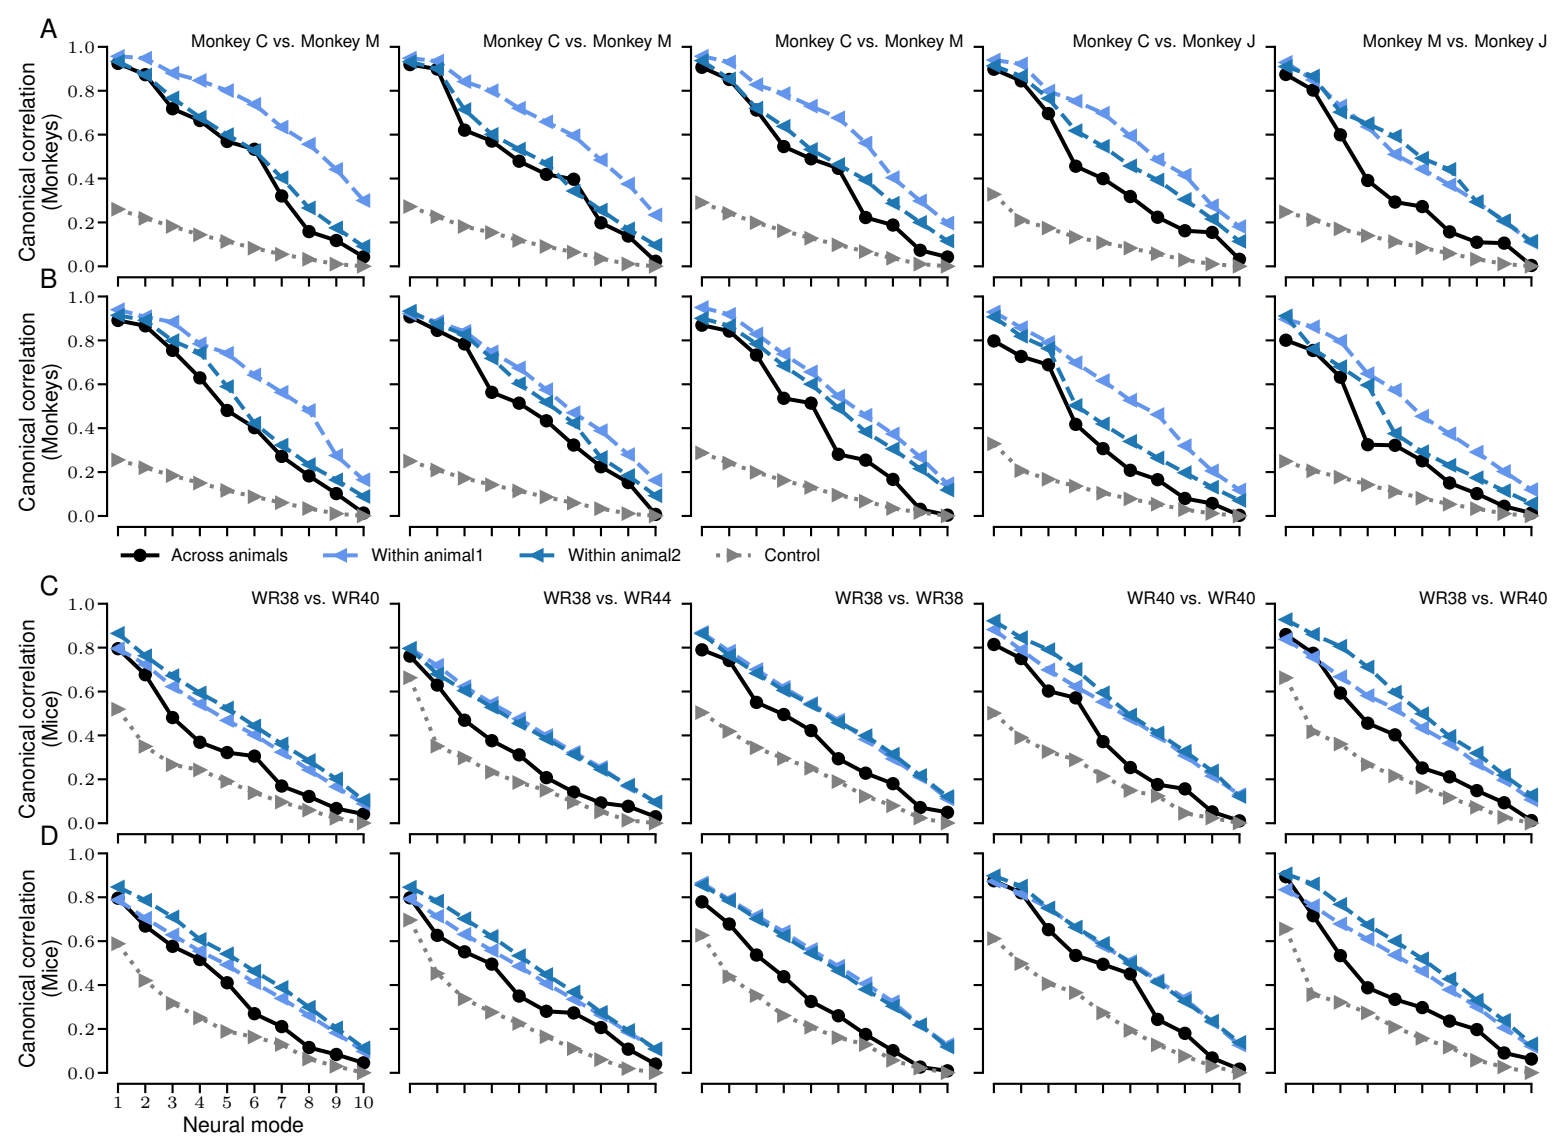 A
Monkey C vs. Monkey M
Monkey C vs. Monkey M
Monkey C vs. Monkey M
Monkey C vs. Monkey J
Monkey M vs. Monkey J
Canonical correlation
(Monkeys)
1.0
0.8
0.6
0.4
0.2
0.0
B
Canonical correlation
(Monkeys)
1.0
0.8
0.6
0.4
0.2
0.0
Across animals
Within animal1
Within animal2
Control
C
WR38 vs. WR40
WR38 vs. WR44
WR38 vs. WR38
WR40 vs. WR40
WR38 vs. WR40
Canonical correlation
(Mice)
1.0
0.8
0.6
0.4
0.2
0.0
D
Canonical correlation
(Mice)
1.0
0.8
0.6
0.4
0.2
0.0
1 2 3 4 5 6 7 8 9 10
Neural mode